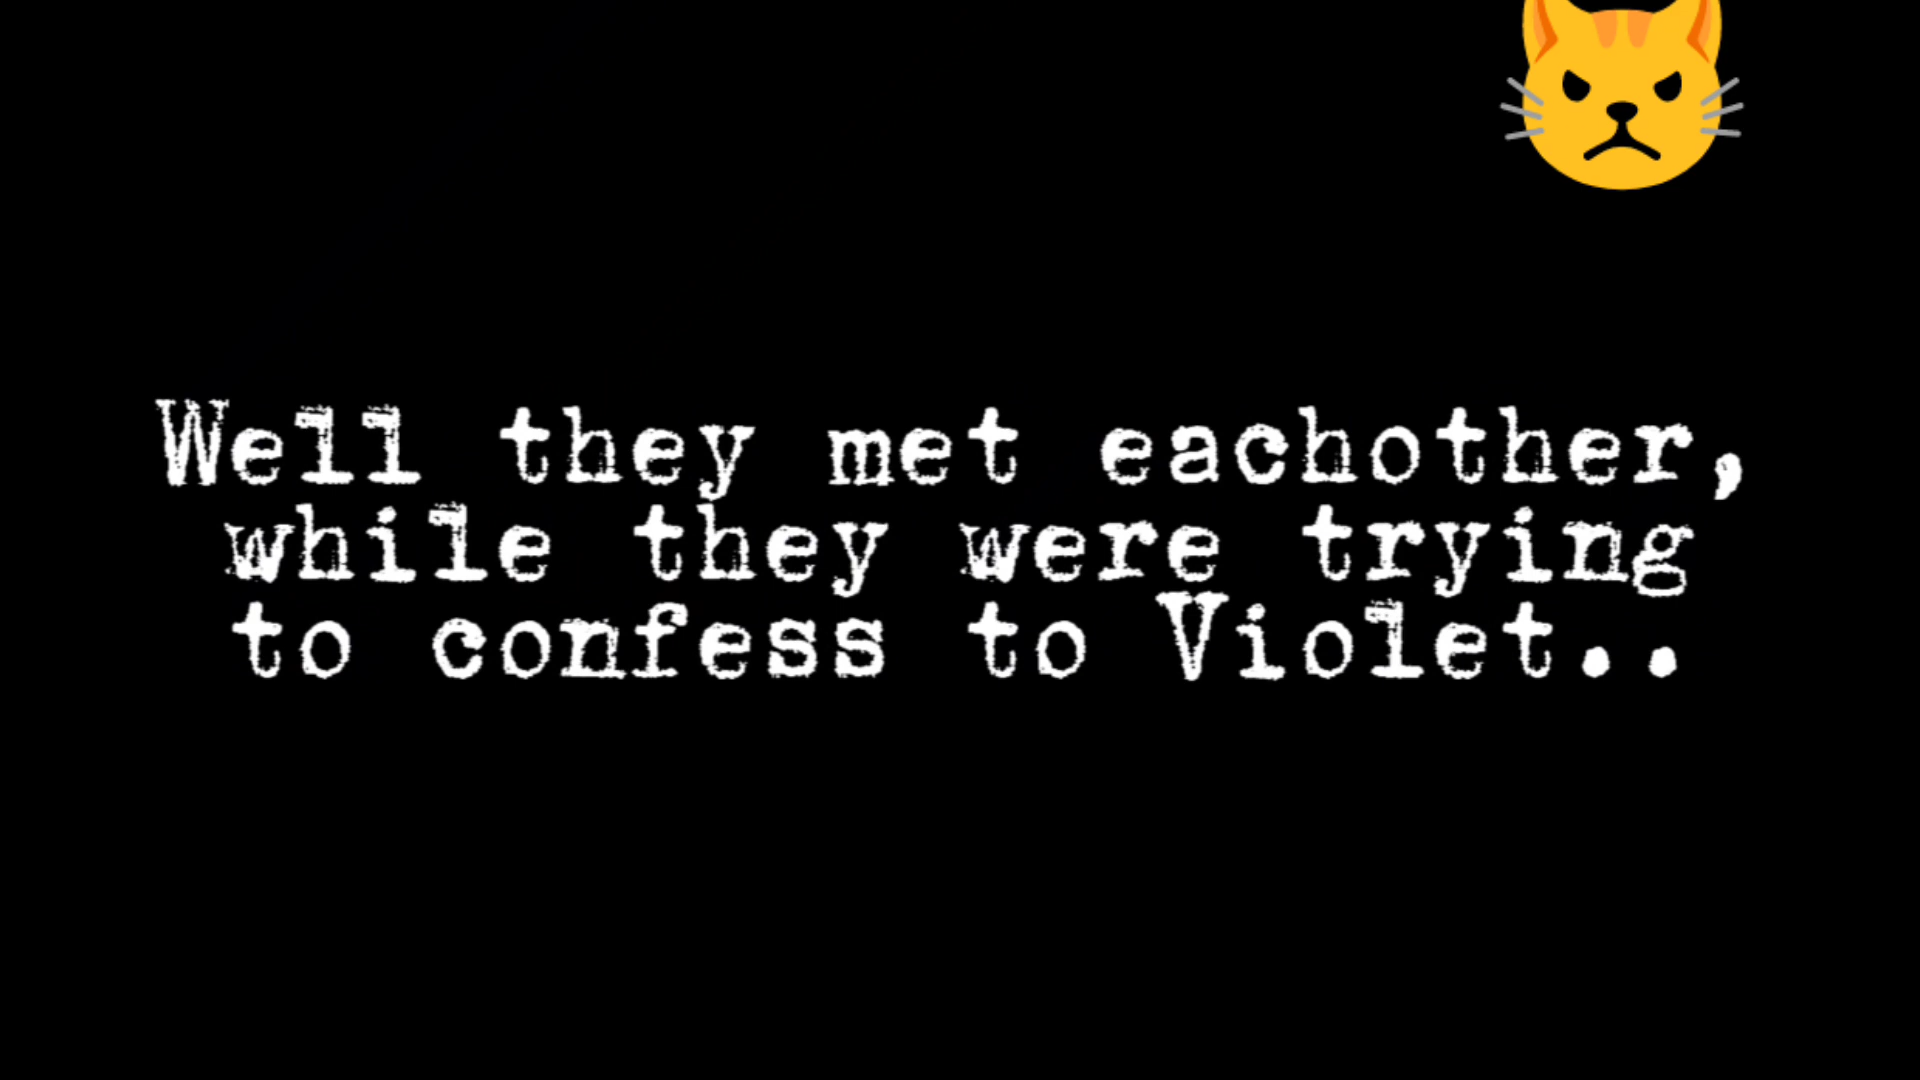 Well they met eachother,
while they were trying
to confess to Violet..